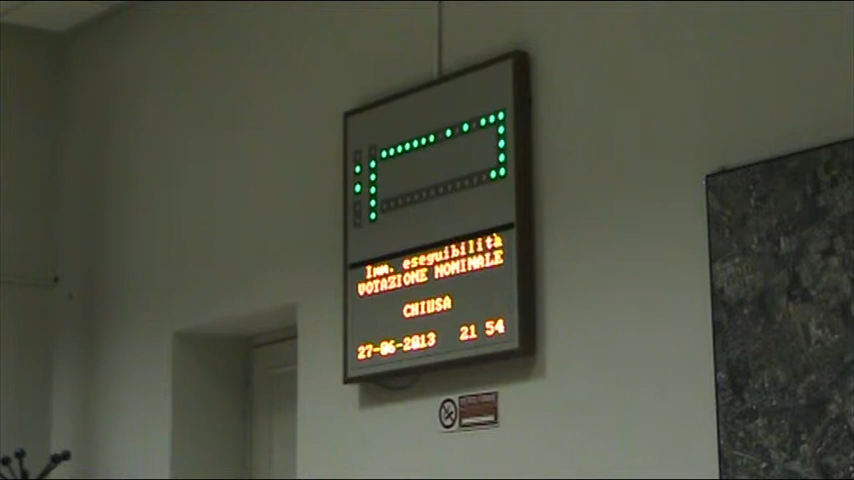 Imm. eseguibilità
VOTAZIONE NOMINALE
CHIUSA
27-06-2013 21 54